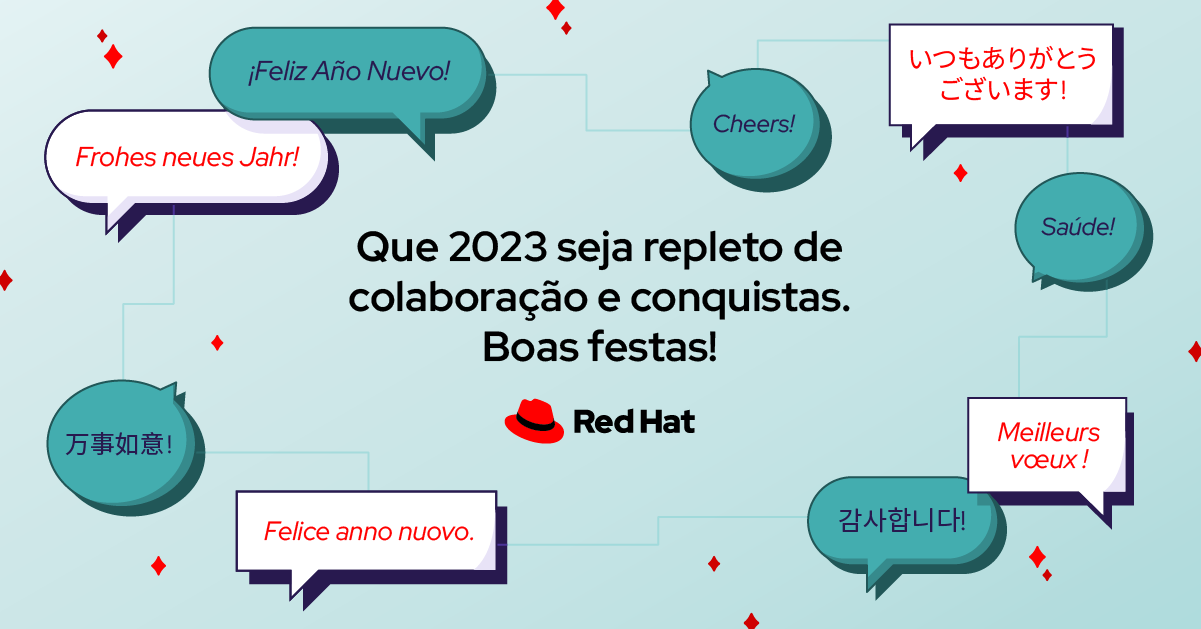 ¡Feliz Año Nuevo!
Frohes neues Jahr!
Cheers!
いつもありがとう
ございます!
Saúde!
Que 2023 seja repleto de
colaboração e conquistas.
Boas festas!
Red Hat
万事如意!
Felice anno nuovo.
감사합니다!
Meilleurs
vœux !